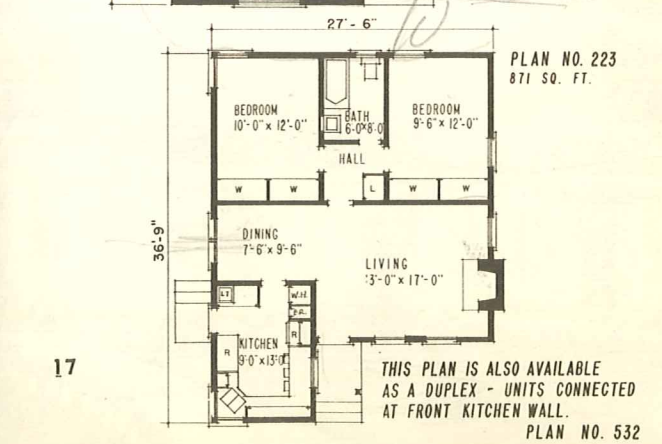 27'- 6"
PLAN NO. 223
871 SQ. FT.
BEDROOM
10'-0" x 12'-0"
BATH
6'-0"x8'-0"
BEDROOM
9'-6" x 12'-0"
HALL
W
W
L
W
W
36'-9"
DINING
7'-6" x 9'-6"
LIVING
13'-0" x 17'-0"
LT
W.H.
R
KITCHEN
9'-0" x 13'-0"
R
17
THIS PLAN IS ALSO AVAILABLE
AS A DUPLEX - UNITS CONNECTED
AT FRONT KITCHEN WALL.
PLAN NO. 532